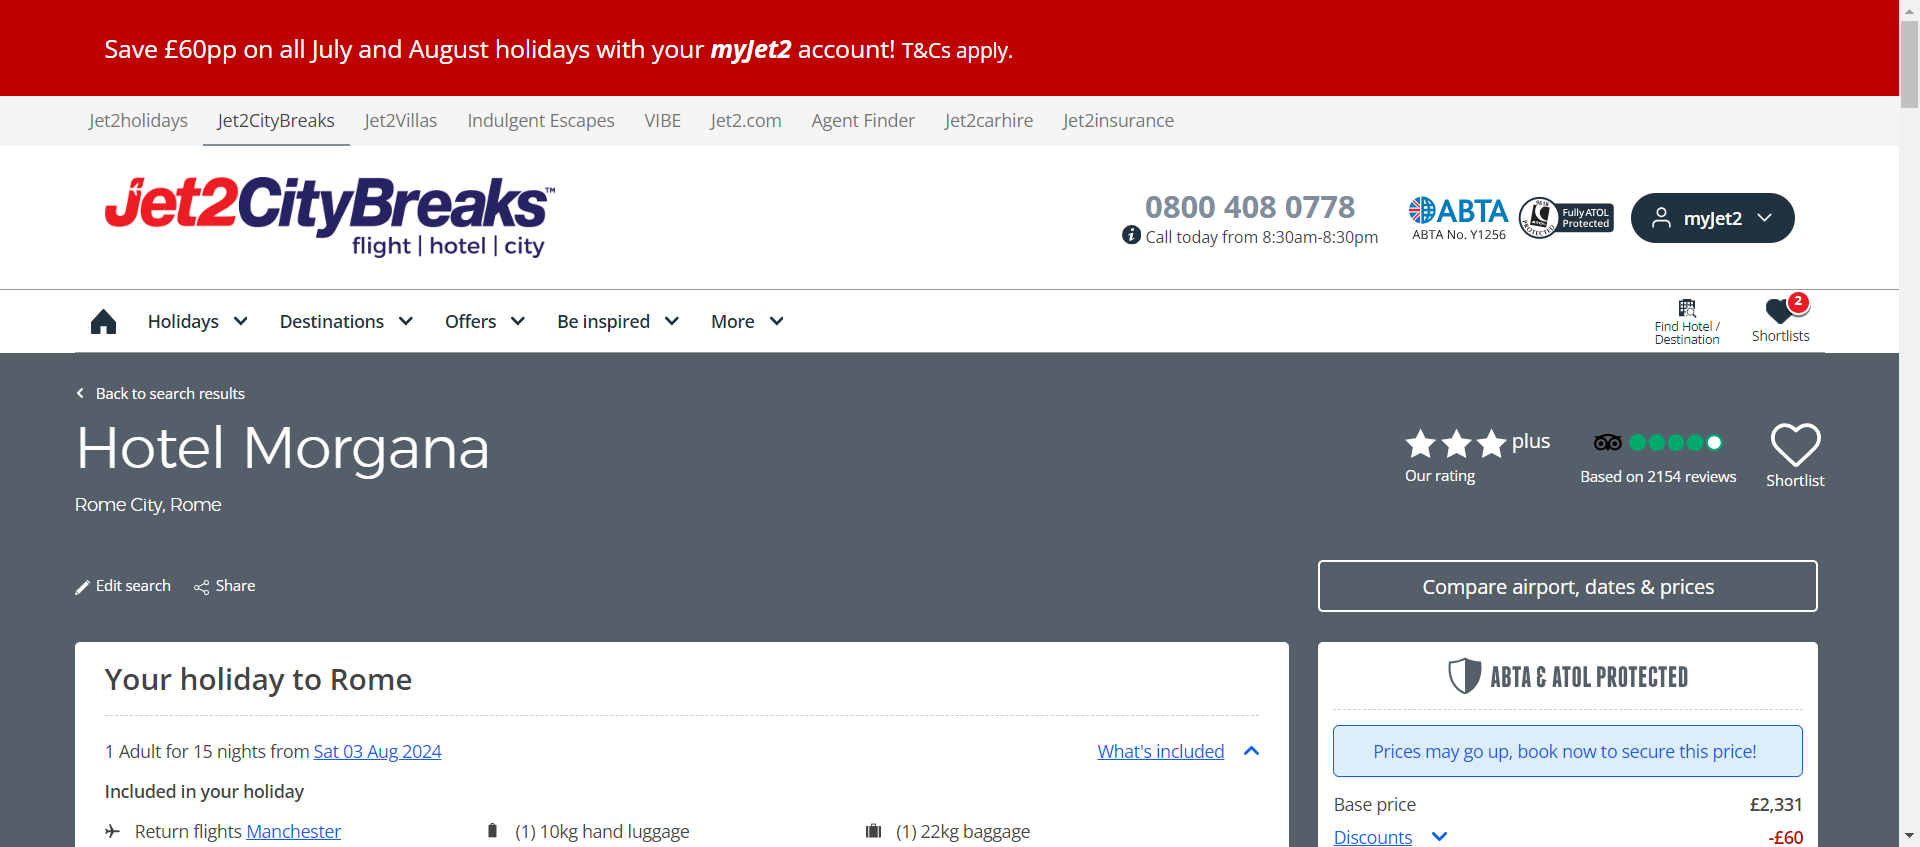 Save £60pp on all July and August holidays with your myJet2 account! T&Cs apply.
Jet2holidays Jet2CityBreaks Jet2Villas Indulgent Escapes VIBE Jet2.com Agent Finder Jet2carhire Jet2insurance
Jet2CityBreaks™
flight | hotel | city
0800 408 0778
Call today from 8:30am-8:30pm
ABTA
ABTA No. Y1256
Fully ATOL
Protected
myJet2
Holidays Destinations Offers Be inspired More
Find Hotel /
Destination
2
Shortlists
Back to search results
Hotel Morgana
Rome City, Rome
plus
Our rating
Based on 2154 reviews
Shortlist
Edit search Share
Compare airport, dates & prices
Your holiday to Rome
1 Adult for 15 nights from Sat 03 Aug 2024 What's included
Included in your holiday
Return flights Manchester (1) 10kg hand luggage (1) 22kg baggage
ABTA & ATOL PROTECTED
Prices may go up, book now to secure this price!
Base price £2,331
Discounts -£60